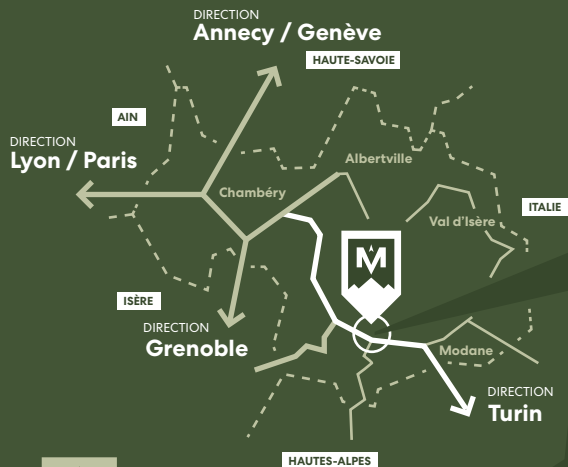 DIRECTION
Annecy / Genève
HAUTE-SAVOIE
AIN
DIRECTION
Lyon / Paris
Albertville
Chambéry
ITALIE
Val d'Isère
M
ISÈRE
DIRECTION
Grenoble
Modane
DIRECTION
Turin
HAUTES-ALPES